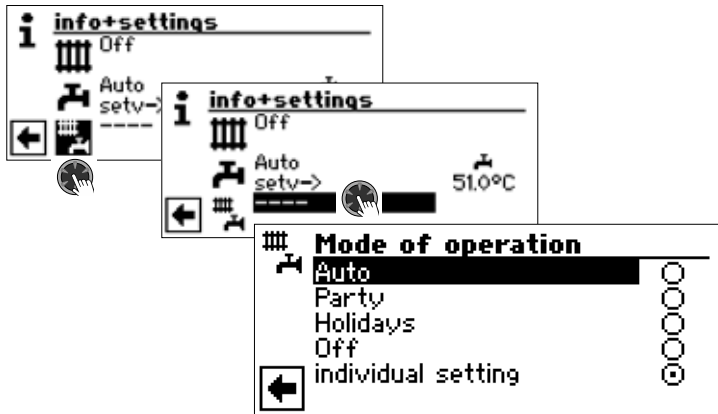 info+settings
Off
Auto
setv->
----
info+settings
Off
Auto
setv-> 51.0°C
----
Mode of operation
Auto
Party
Holidays
Off
individual setting